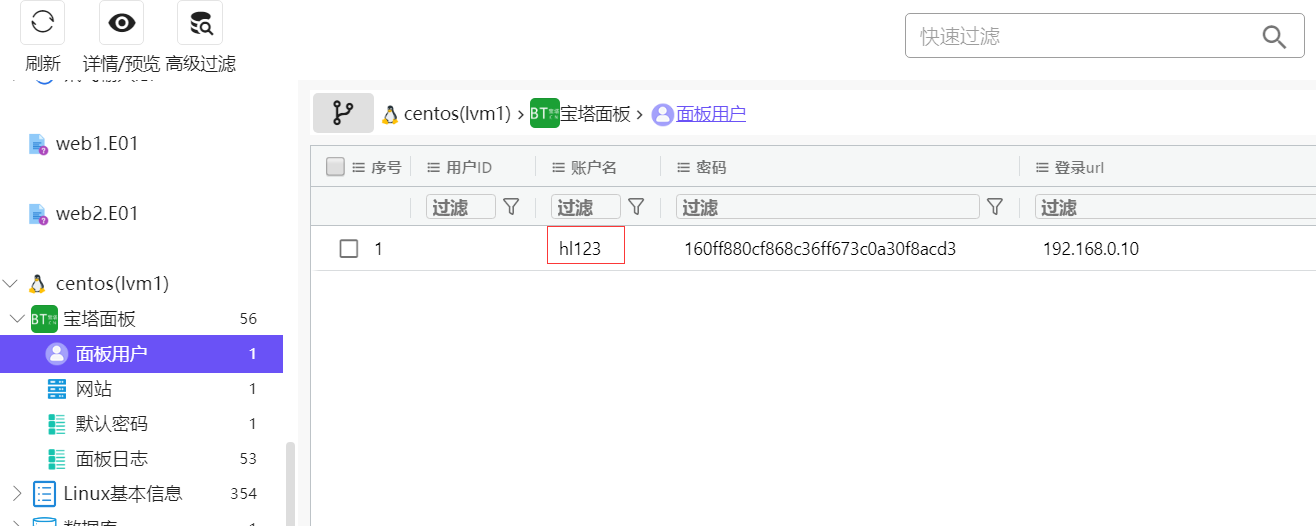 刷新 详情/预览 高级过滤
快速过滤
web1.E01
web2.E01
centos(lvm1)
宝塔面板 56
面板用户 1
网站 1
默认密码 1
面板日志 53
Linux基本信息 354
数据库 1
centos(lvm1) › BT 宝塔面板 › 面板用户
序号 用户ID 账户名 密码 登录url
过滤 过滤 过滤 过滤
1 hl123 160ff880cf868c36ff673c0a30f8acd3 192.168.0.10